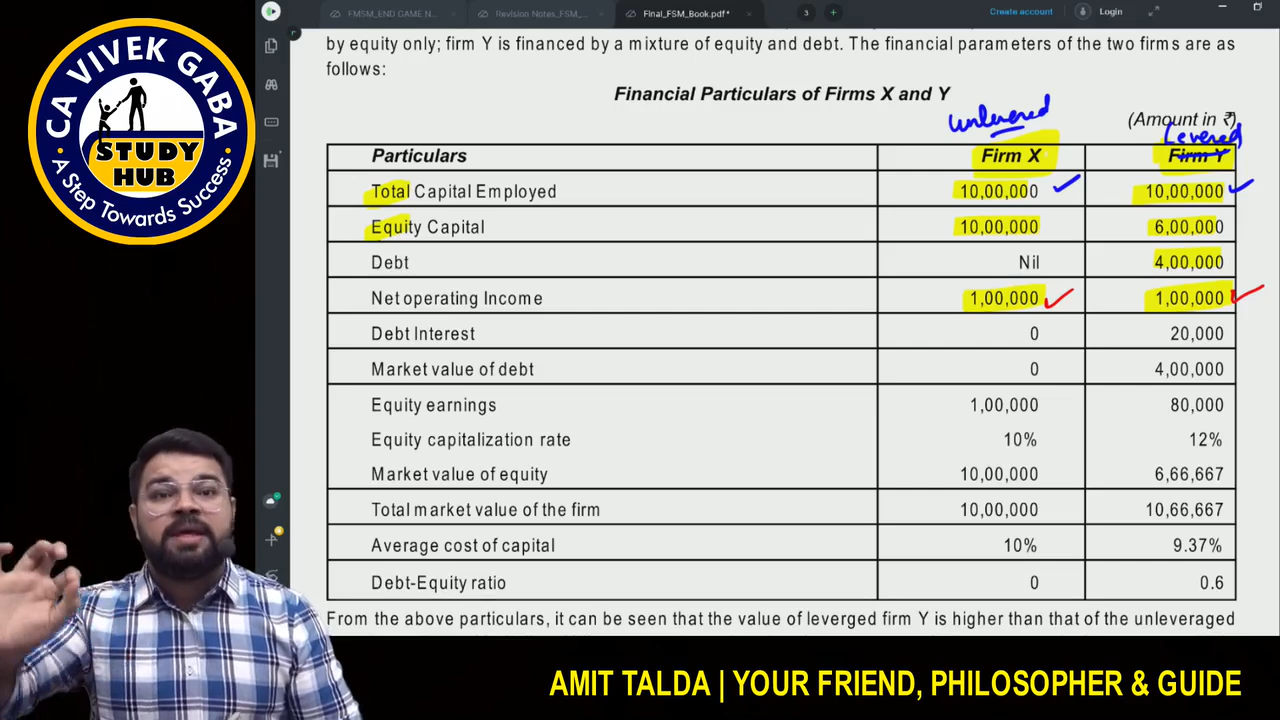 FMSM_END GAME N...
Revision Notes_FSM_...
Final_FSM_Book.pdf*
3
Create account
Login
CA VIVEK GABA
STUDY
HUB
A Step Towards Success
by equity only; firm Y is financed by a mixture of equity and debt. The financial parameters of the two firms are as
follows:
Financial Particulars of Firms X and Y
unlevered
(Amount in ₹)
Levered
Particulars Firm X Firm Y
Total Capital Employed 10,00,000 10,00,000
Equity Capital 10,00,000 6,00,000
Debt Nil 4,00,000
Net operating Income 1,00,000 1,00,000
Debt Interest 0 20,000
Market value of debt 0 4,00,000
Equity earnings 1,00,000 80,000
Equity capitalization rate 10% 12%
Market value of equity 10,00,000 6,66,667
Total market value of the firm 10,00,000 10,66,667
Average cost of capital 10% 9.37%
Debt-Equity ratio 0 0.6
From the above particulars, it can be seen that the value of leverged firm Y is higher than that of the unleveraged
AMIT TALDA | YOUR FRIEND, PHILOSOPHER & GUIDE